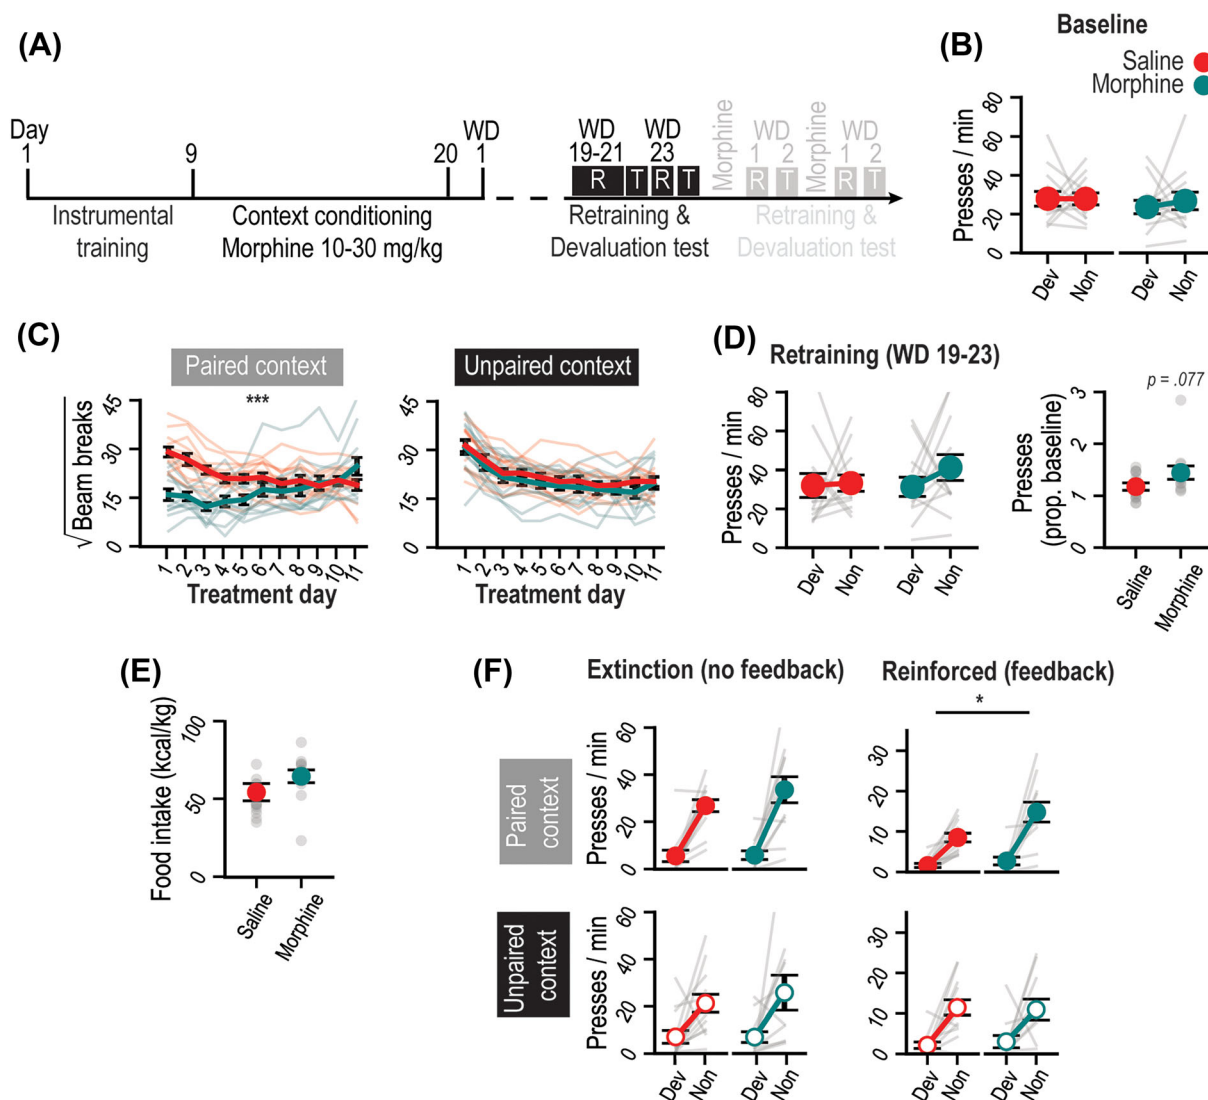 (A)
Day
1
9
20
WD
1
WD
19-21
WD
23
Morphine
WD
1 2
Morphine
WD
1 2
R T R T R T R T
Instrumental
training
Context conditioning
Morphine 10-30 mg/kg
Retraining &
Devaluation test
Retraining &
Devaluation test
(B)
Baseline
Saline
Morphine
Presses / min
80
60
40
20
0
Dev Non Dev Non
(C)
Paired context
***
√Beam breaks
45
30
15
0
1 2 3 4 5 6 7 8 9 10 11
Treatment day
Unpaired context
45
30
15
0
1 2 3 4 5 6 7 8 9 10 11
Treatment day
(D)
Retraining (WD 19-23)
Presses / min
80
60
40
20
0
Dev Non Dev Non
p = .077
Presses
(prop. baseline)
3
2
1
0
Saline Morphine
(E)
Food intake (kcal/kg)
100
50
0
Saline Morphine
(F)
Extinction (no feedback)
Reinforced (feedback)
*
Paired
context
Presses / min
60
40
20
0
30
20
10
0
Unpaired
context
Presses / min
60
40
20
0
30
20
10
0
Dev Non Dev Non
Dev Non Dev Non